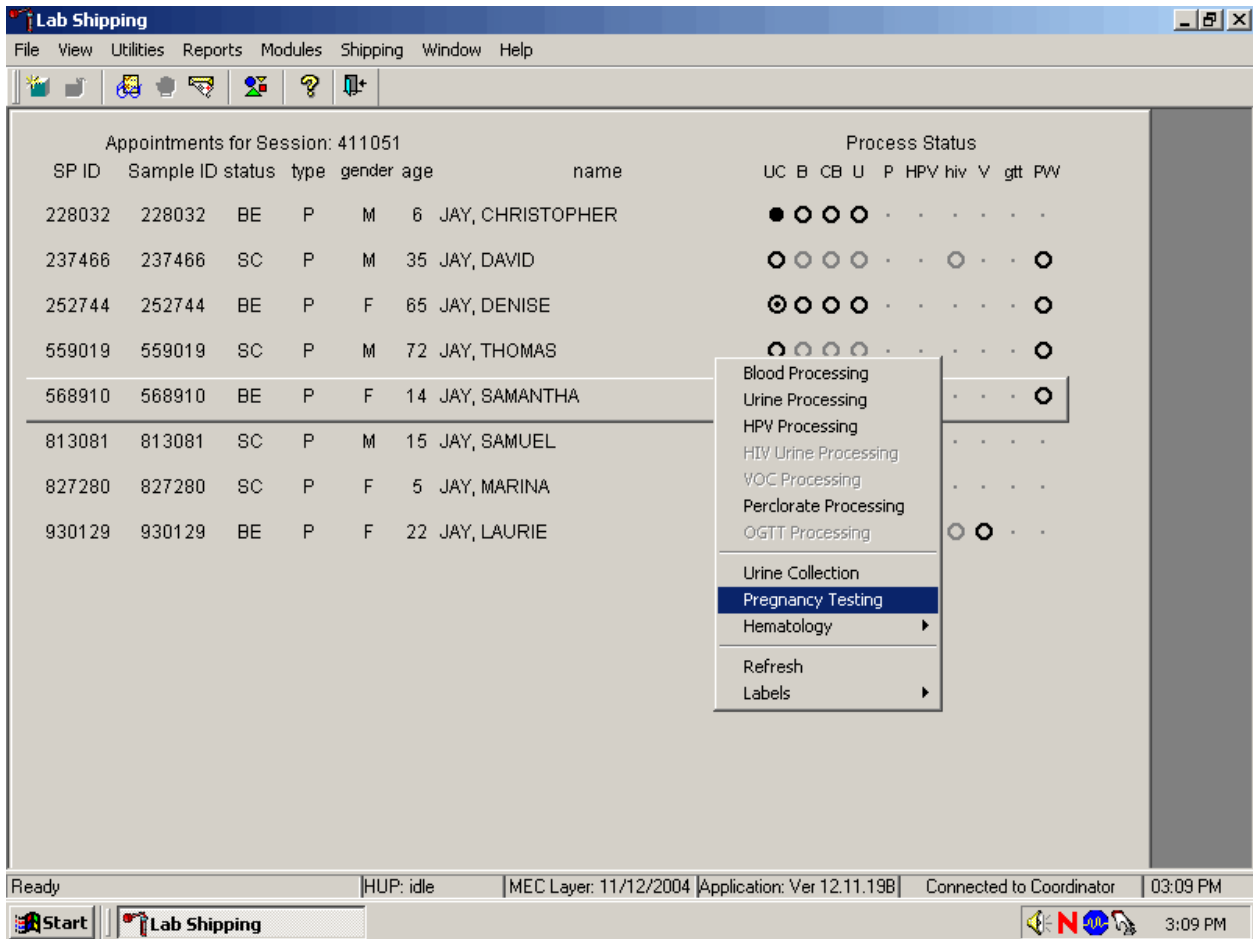 Lab Shipping
File View Utilities Reports Modules Shipping Window Help
Appointments for Session: 411051 Process Status
SP ID Sample ID status type gender age name UC B CB U P HPV hiv V gtt PW
228032 228032 BE P M 6 JAY, CHRISTOPHER
237466 237466 SC P M 35 JAY, DAVID
252744 252744 BE P F 65 JAY, DENISE
559019 559019 SC P M 72 JAY, THOMAS
568910 568910 BE P F 14 JAY, SAMANTHA
813081 813081 SC P M 15 JAY, SAMUEL
827280 827280 SC P F 5 JAY, MARINA
930129 930129 BE P F 22 JAY, LAURIE
Blood Processing
Urine Processing
HPV Processing
HIV Urine Processing
VOC Processing
Perclorate Processing
OGTT Processing
Urine Collection
Pregnancy Testing
Hematology
Refresh
Labels
Ready HUP: idle MEC Layer: 11/12/2004 Application: Ver 12.11.19B Connected to Coordinator 03:09 PM
Start Lab Shipping N 3:09 PM